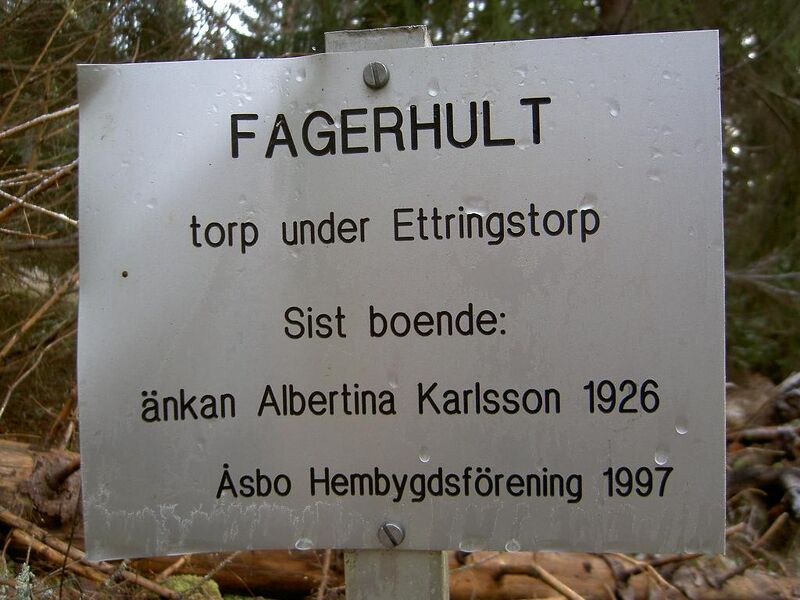 FAGERHULT
torp under Ettringstorp
Sist boende:
änkan Albertina Karlsson 1926
Åsbo Hembygdsförening 1997